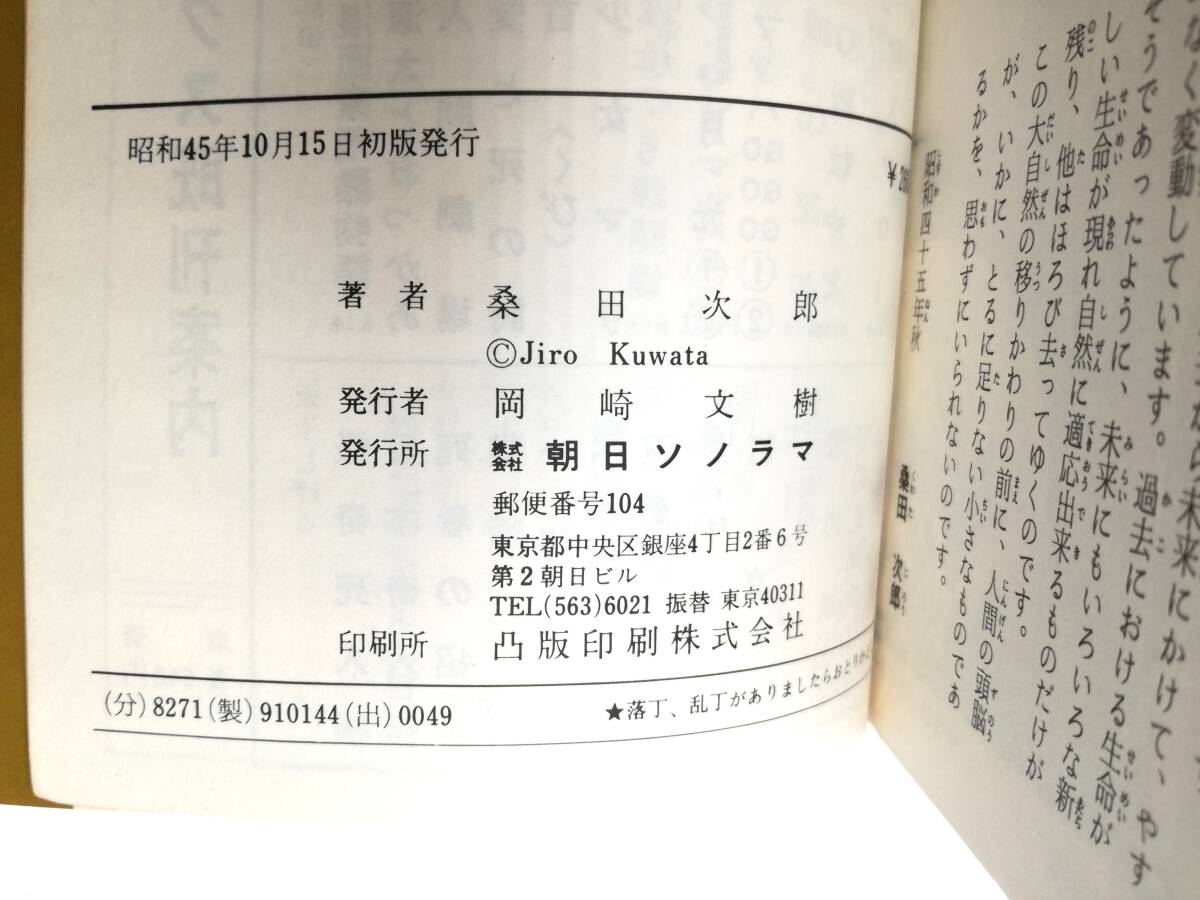 なく変動しています。過去における生命が
そうであったように、未来にもいろいろな新
しい生命が現れ自然に適応出来るものだけが
残り、他はほろび去ってゆくのです。
この大自然の移りかわりの前に、人間の頭脳
が、いかに、とるに足りない小さなものであ
るかを、思わずにいられないのです。
昭和四十五年秋
桑田 次郎
昭和45年10月15日初版発行
著者 桑田次郎
©Jiro Kuwata
発行者 岡崎文樹
発行所 株式会社 朝日ソノラマ
郵便番号104
東京都中央区銀座4丁目2番6号
第2朝日ビル
TEL(563)6021 振替 東京40311
印刷所 凸版印刷株式会社
(分)8271(製)910144(出)0049
★落丁、乱丁がありましたらおとりかえ